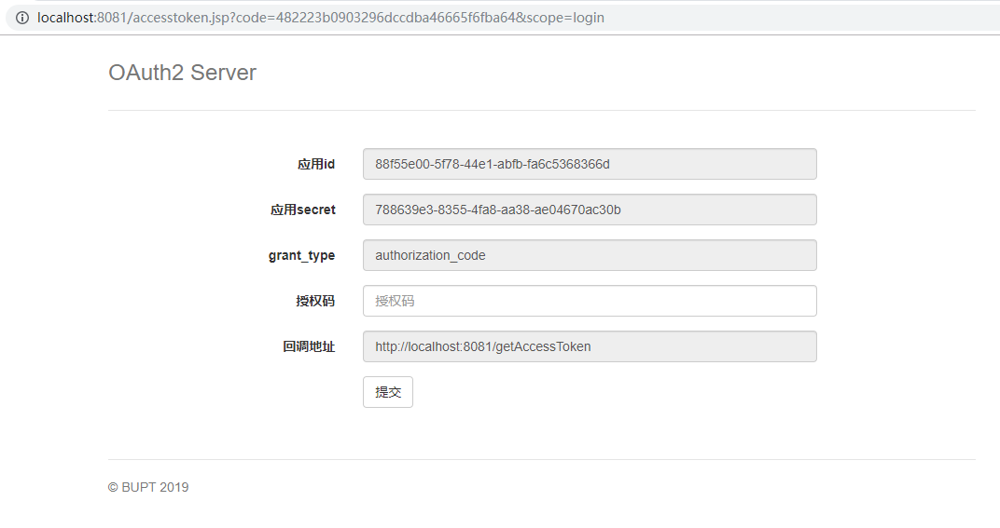 localhost:8081/accesstoken.jsp?code=482223b0903296dccdba46665f6fba64&scope=login
OAuth2 Server
应用id 88f55e00-5f78-44e1-abfb-fa6c5368366d
应用secret 788639e3-8355-4fa8-aa38-ae04670ac30b
grant_type authorization_code
授权码 授权码
回调地址 http://localhost:8081/getAccessToken
提交
© BUPT 2019